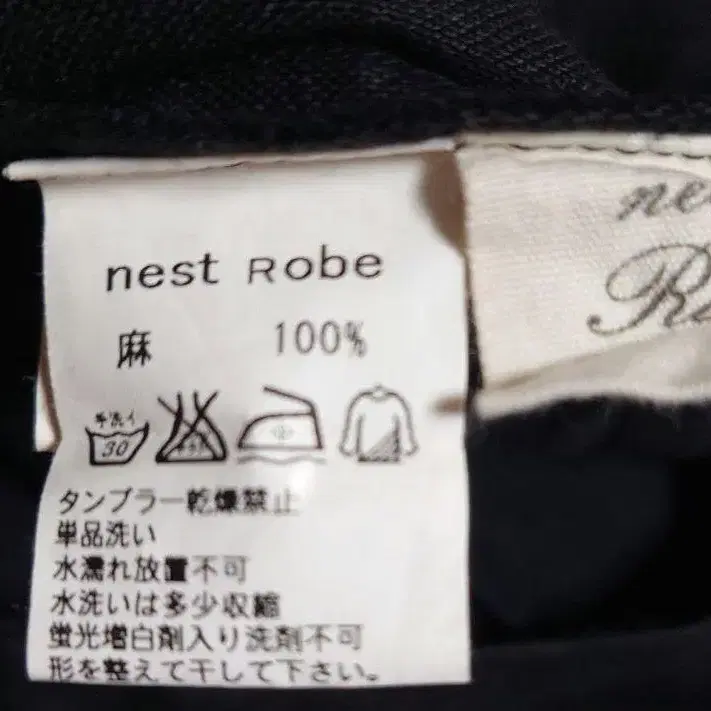 nest Robe
麻 100%
手洗イ
30
中
タンブラー乾燥禁止
単品洗い
水濡れ放置不可
水洗いは多少収縮
蛍光増白剤入り洗剤不可
形を整えて干して下さい。
ne
R